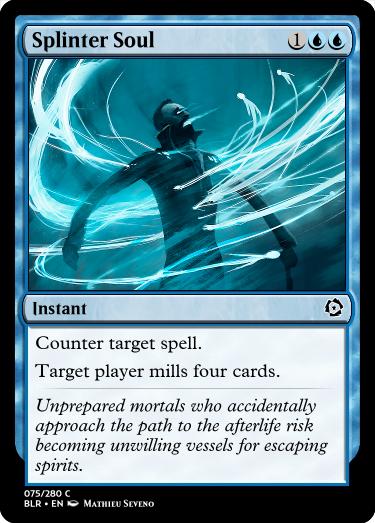 Splinter Soul 1
Instant
Counter target spell.
Target player mills four cards.
Unprepared mortals who accidentally
approach the path to the afterlife risk
becoming unwilling vessels for escaping
spirits.
075/280 C
BLR • EN Mathieu Seveno